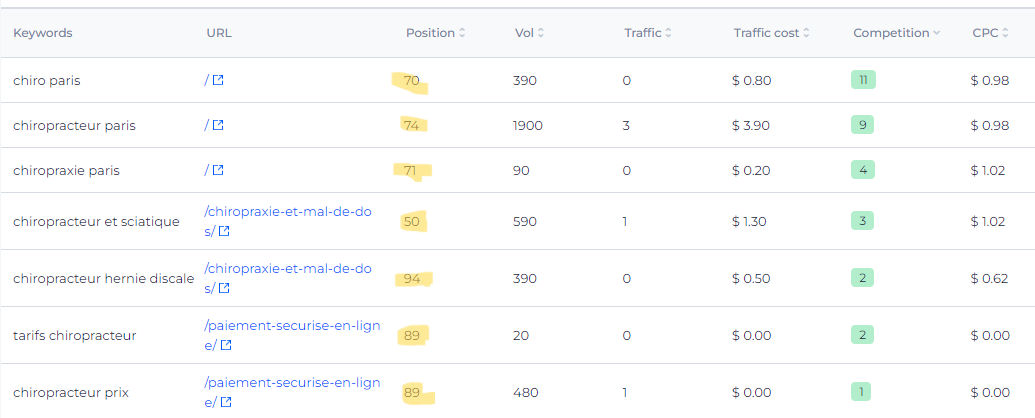 Keywords URL Position Vol Traffic Traffic cost Competition CPC
chiro paris / 70 390 0 $ 0.80 11 $ 0.98
chiropracteur paris / 74 1900 3 $ 3.90 9 $ 0.98
chiropraxie paris / 71 90 0 $ 0.20 4 $ 1.02
chiropracteur et sciatique /chiropraxie-et-mal-de-do
s/ 50 590 1 $ 1.30 3 $ 1.02
chiropracteur hernie discale /chiropraxie-et-mal-de-do
s/ 94 390 0 $ 0.50 2 $ 0.62
tarifs chiropracteur /paiement-securise-en-lign
e/ 89 20 0 $ 0.00 2 $ 0.00
chiropracteur prix /paiement-securise-en-lign
e/ 89 480 1 $ 0.00 1 $ 0.00